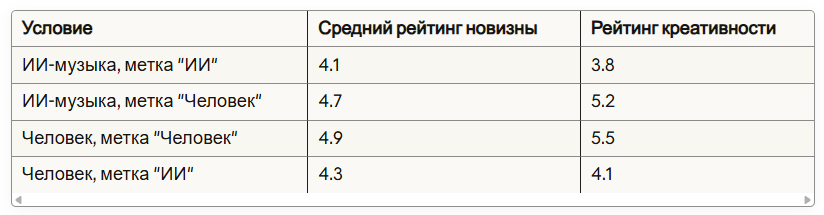 Условие Средний рейтинг новизны Рейтинг креативности
ИИ-музыка, метка "ИИ" 4.1 3.8
ИИ-музыка, метка "Человек" 4.7 5.2
Человек, метка "Человек" 4.9 5.5
Человек, метка "ИИ" 4.3 4.1